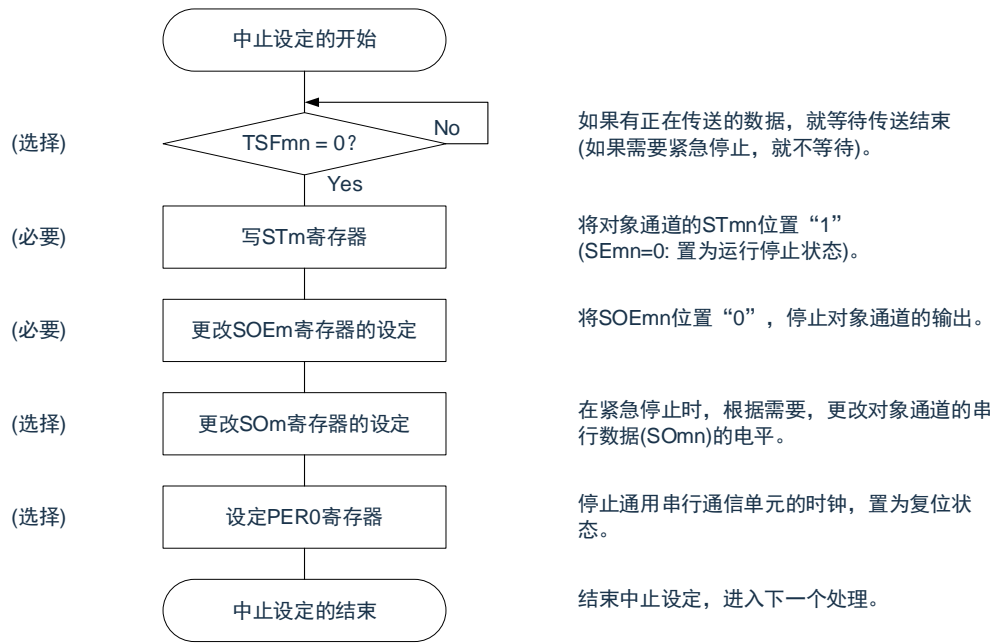 中止设定的开始
(选择)
TSFmn = 0?
No
Yes
如果有正在传送的数据，就等待传送结束
(如果需要紧急停止，就不等待)。
(必要)
写STm寄存器
将对象通道的STmn位置“1”
(SEmn=0: 置为运行停止状态)。
(必要)
更改SOEm寄存器的设定
将SOEmn位置“0”，停止对象通道的输出。
(选择)
更改SOm寄存器的设定
在紧急停止时，根据需要，更改对象通道的串
行数据(SOmn)的电平。
(选择)
设定PER0寄存器
停止通用串行通信单元的时钟，置为复位状
态。
中止设定的结束
结束中止设定，进入下一个处理。